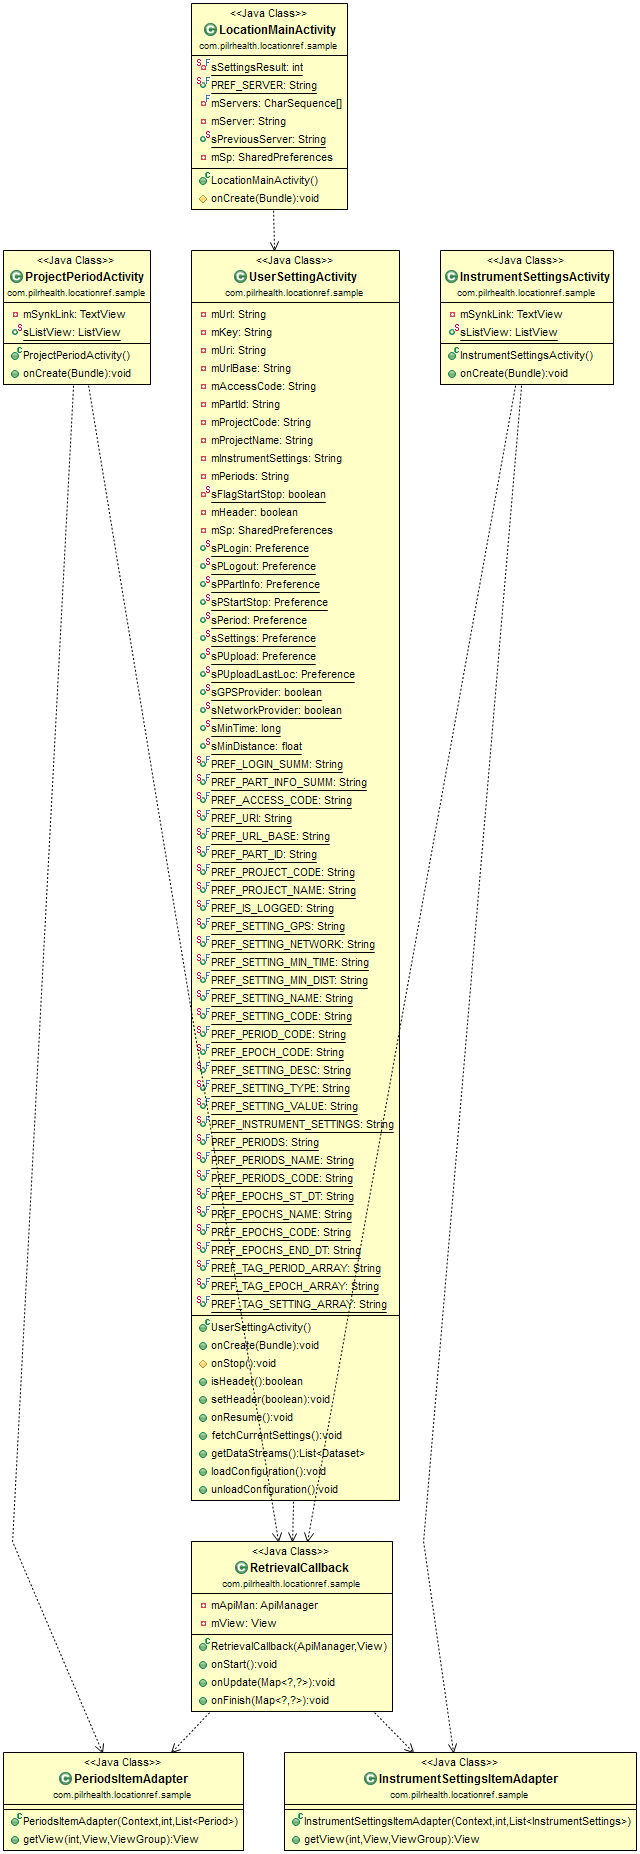 <<Java Class>>
LocationMainActivity
com.pilrhealth.locationref.sample
sSettingsResult: int
PREF_SERVER: String
mServers: CharSequence[]
mServer: String
sPreviousServer: String
mSp: SharedPreferences
LocationMainActivity()
onCreate(Bundle):void
<<Java Class>>
ProjectPeriodActivity
com.pilrhealth.locationref.sample
mSynkLink: TextView
sListView: ListView
ProjectPeriodActivity()
onCreate(Bundle):void
<<Java Class>>
UserSettingActivity
com.pilrhealth.locationref.sample
mUrl: String
mKey: String
mUri: String
mUrlBase: String
mAccessCode: String
mPartId: String
mProjectCode: String
mProjectName: String
mInstrumentSettings: String
mPeriods: String
sFlagStartStop: boolean
mHeader: boolean
mSp: SharedPreferences
sPLogin: Preference
sPLogout: Preference
sPPartInfo: Preference
sPStartStop: Preference
sPeriod: Preference
sSettings: Preference
sPUpload: Preference
sPUploadLastLoc: Preference
sGPSProvider: boolean
sNetworkProvider: boolean
sMinTime: long
sMinDistance: float
PREF_LOGIN_SUMM: String
PREF_PART_INFO_SUMM: String
PREF_ACCESS_CODE: String
PREF_URI: String
PREF_URL_BASE: String
PREF_PART_ID: String
PREF_PROJECT_CODE: String
PREF_PROJECT_NAME: String
PREF_IS_LOGGED: String
PREF_SETTING_GPS: String
PREF_SETTING_NETWORK: String
PREF_SETTING_MIN_TIME: String
PREF_SETTING_MIN_DIST: String
PREF_SETTING_NAME: String
PREF_SETTING_CODE: String
PREF_PERIOD_CODE: String
PREF_EPOCH_CODE: String
PREF_SETTING_DESC: String
PREF_SETTING_TYPE: String
PREF_SETTING_VALUE: String
PREF_INSTRUMENT_SETTINGS: String
PREF_PERIODS: String
PREF_PERIODS_NAME: String
PREF_PERIODS_CODE: String
PREF_EPOCHS_ST_DT: String
PREF_EPOCHS_NAME: String
PREF_EPOCHS_CODE: String
PREF_EPOCHS_END_DT: String
PREF_TAG_PERIOD_ARRAY: String
PREF_TAG_EPOCH_ARRAY: String
PREF_TAG_SETTING_ARRAY: String
UserSettingActivity()
onCreate(Bundle):void
onStop():void
isHeader():boolean
setHeader(boolean):void
onResume():void
fetchCurrentSettings():void
getDataStreams():List<Dataset>
loadConfiguration():void
unloadConfiguration():void
<<Java Class>>
InstrumentSettingsActivity
com.pilrhealth.locationref.sample
mSynkLink: TextView
sListView: ListView
InstrumentSettingsActivity()
onCreate(Bundle):void
<<Java Class>>
RetrievalCallback
com.pilrhealth.locationref.sample
mApiMan: ApiManager
mView: View
RetrievalCallback(ApiManager,View)
onStart():void
onUpdate(Map<?,?>):void
onFinish(Map<?,?>):void
<<Java Class>>
PeriodsItemAdapter
com.pilrhealth.locationref.sample
PeriodsItemAdapter(Context,int,List<Period>)
getView(int,View,ViewGroup):View
<<Java Class>>
InstrumentSettingsItemAdapter
com.pilrhealth.locationref.sample
InstrumentSettingsItemAdapter(Context,int,List<InstrumentSettings>)
getView(int,View,ViewGroup):View